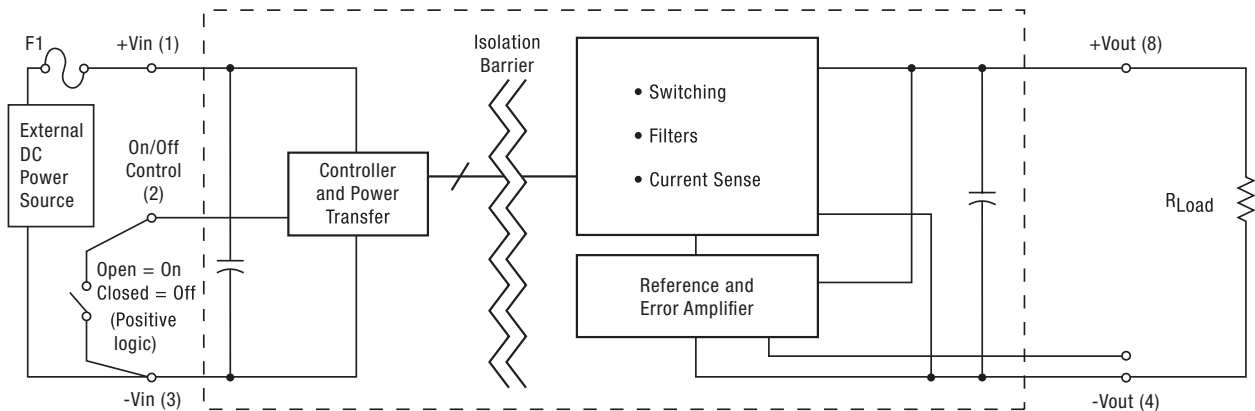 F1
+Vin (1)
External
DC
Power
Source
On/Off
Control
(2)
Open = On
Closed = Off
(Positive
logic)
-Vin (3)
Controller
and Power
Transfer
Isolation
Barrier
• Switching
• Filters
• Current Sense
Reference and
Error Amplifier
+Vout (8)
RLoad
-Vout (4)